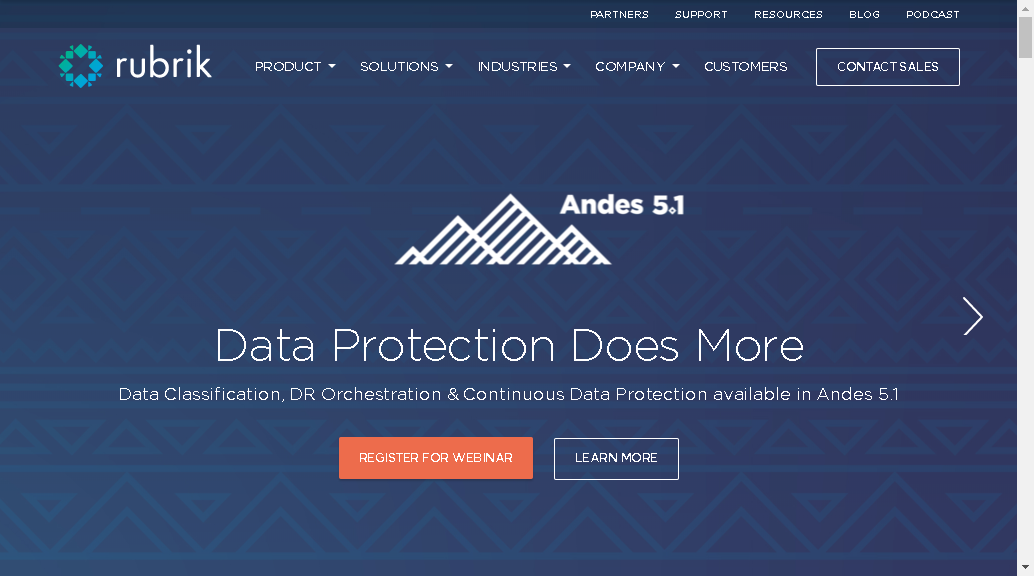 PARTNERS SUPPORT RESOURCES BLOG PODCAST
rubrik PRODUCT SOLUTIONS INDUSTRIES COMPANY CUSTOMERS CONTACT SALES
Andes 5.1
Data Protection Does More
Data Classification, DR Orchestration & Continuous Data Protection available in Andes 5.1
REGISTER FOR WEBINAR LEARN MORE